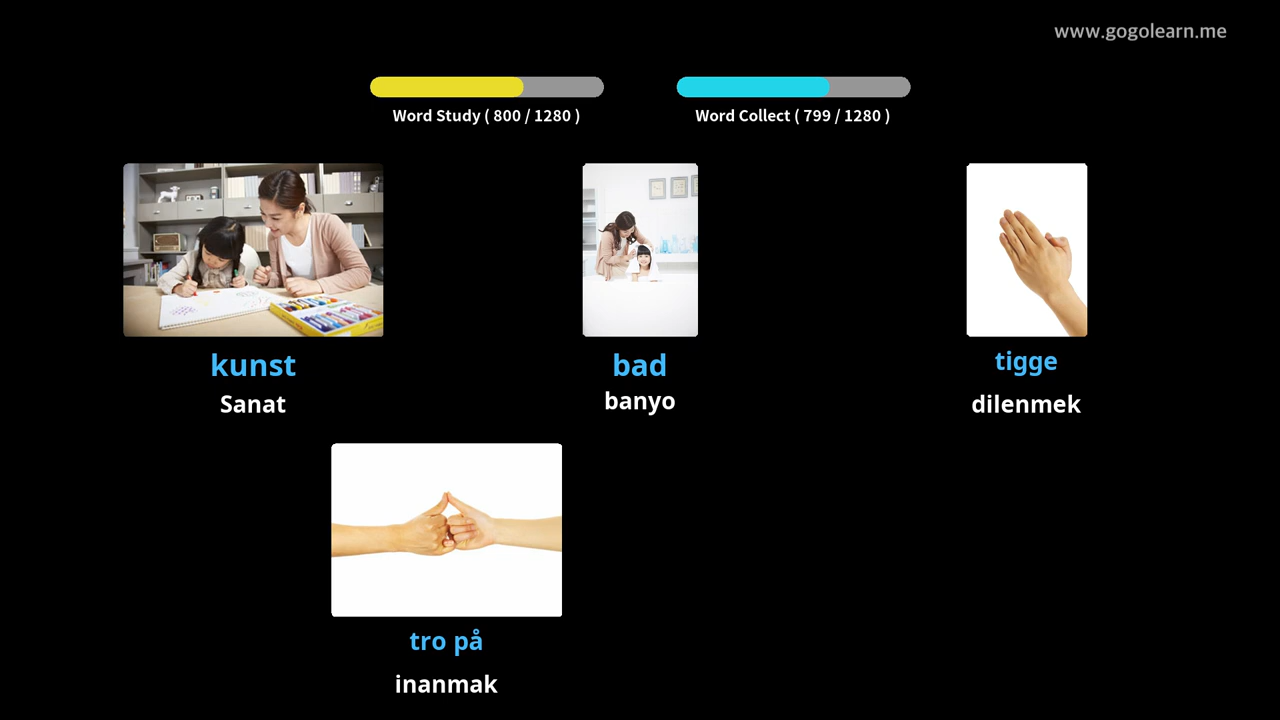 www.gogolearn.me
Word Study ( 800 / 1280 )
Word Collect ( 799 / 1280 )
kunst
Sanat
bad
banyo
tigge
dilenmek
tro på
inanmak